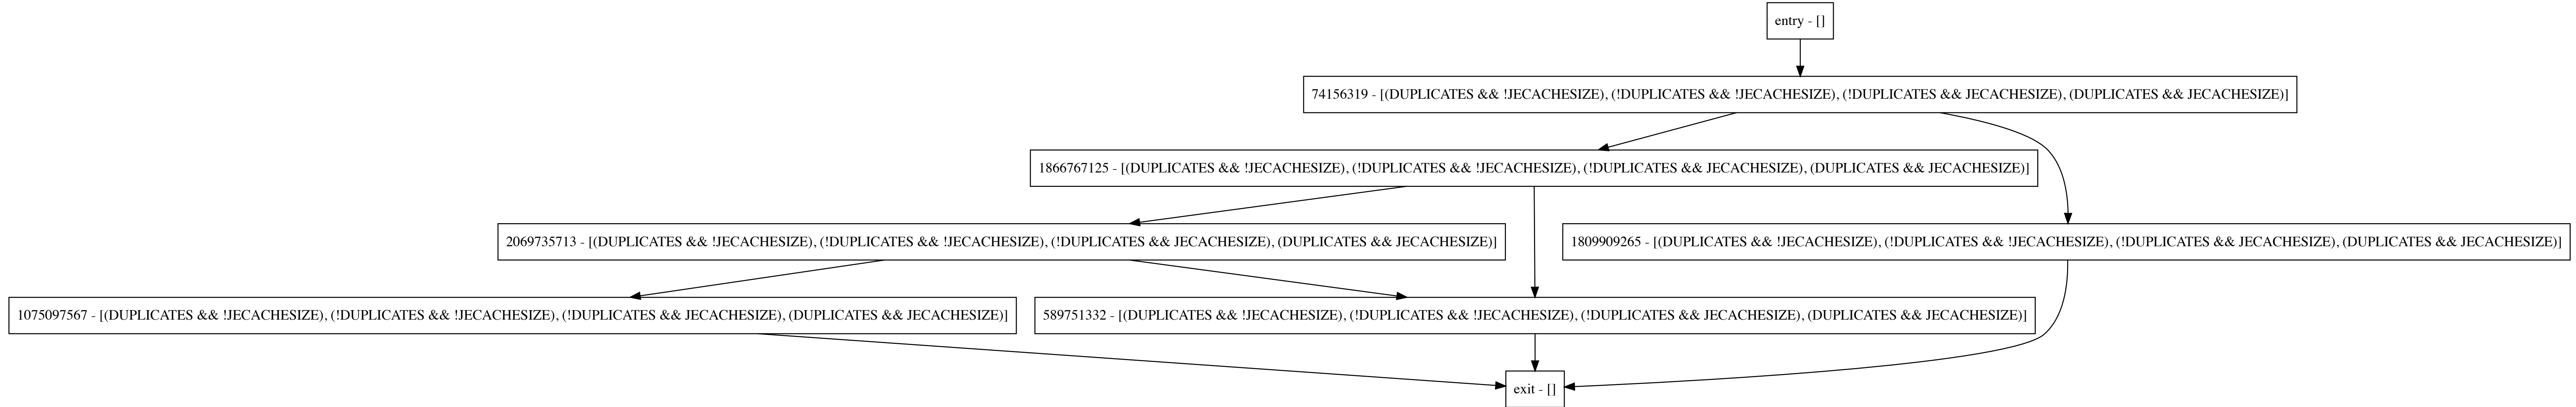 entry - []
74156319 - [(DUPLICATES && !JECACHESIZE), (!DUPLICATES && !JECACHESIZE), (!DUPLICATES && JECACHESIZE), (DUPLICATES && JECACHESIZE)]
1866767125 - [(DUPLICATES && !JECACHESIZE), (!DUPLICATES && !JECACHESIZE), (!DUPLICATES && JECACHESIZE), (DUPLICATES && JECACHESIZE)]
2069735713 - [(DUPLICATES && !JECACHESIZE), (!DUPLICATES && !JECACHESIZE), (!DUPLICATES && JECACHESIZE), (DUPLICATES && JECACHESIZE)]
1809909265 - [(DUPLICATES && !JECACHESIZE), (!DUPLICATES && !JECACHESIZE), (!DUPLICATES && JECACHESIZE), (DUPLICATES && JECACHESIZE)]
1075097567 - [(DUPLICATES && !JECACHESIZE), (!DUPLICATES && !JECACHESIZE), (!DUPLICATES && JECACHESIZE), (DUPLICATES && JECACHESIZE)]
589751332 - [(DUPLICATES && !JECACHESIZE), (!DUPLICATES && !JECACHESIZE), (!DUPLICATES && JECACHESIZE), (DUPLICATES && JECACHESIZE)]
exit - []